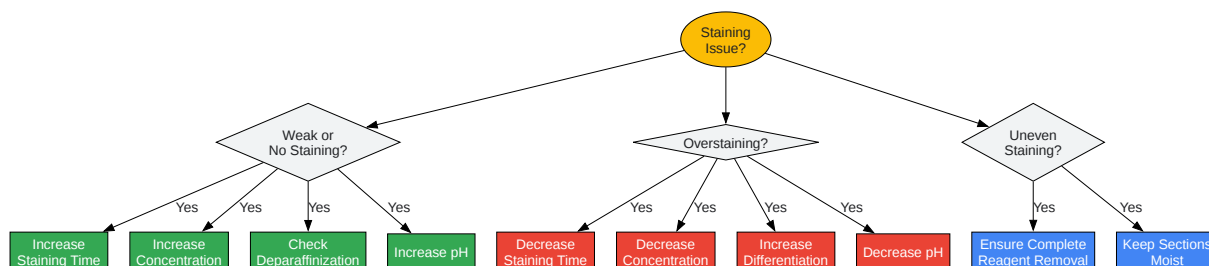 Staining
Issue?
Weak or
No Staining?
Overstaining?
Uneven
Staining?
Yes
Yes
Yes
Yes
Yes
Yes
Yes
Yes
Yes
Yes
Increase
Staining Time
Increase
Concentration
Check
Deparaffinization
Increase pH
Decrease
Staining Time
Decrease
Concentration
Increase
Differentiation
Decrease pH
Ensure Complete
Reagent Removal
Keep Sections
Moist